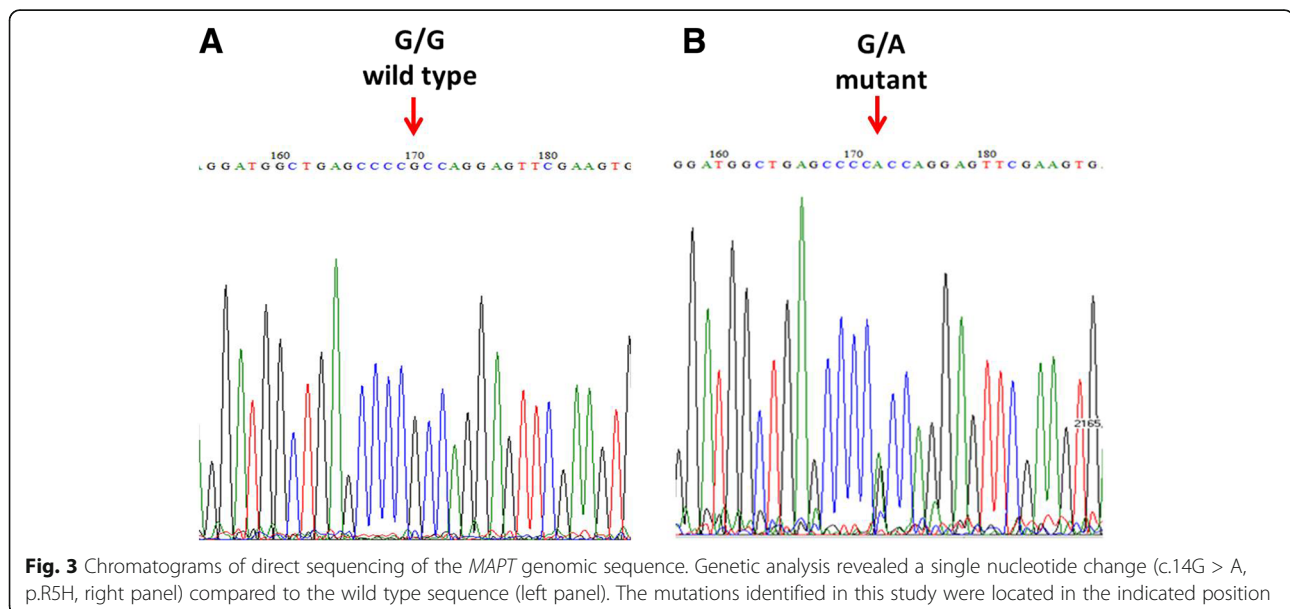 A
G/G
wild type
B
G/A
mutant
160 170 180
GGATGGCTGAGCCCCGCCAGGAGTTCGAAGTG
160 170 180
GGATGGCTGAGCCCCACCAGGAGTTCGAAGTG.
2165
Fig. 3 Chromatograms of direct sequencing of the MAPT genomic sequence. Genetic analysis revealed a single nucleotide change (c.14G > A,
p.R5H, right panel) compared to the wild type sequence (left panel). The mutations identified in this study were located in the indicated position